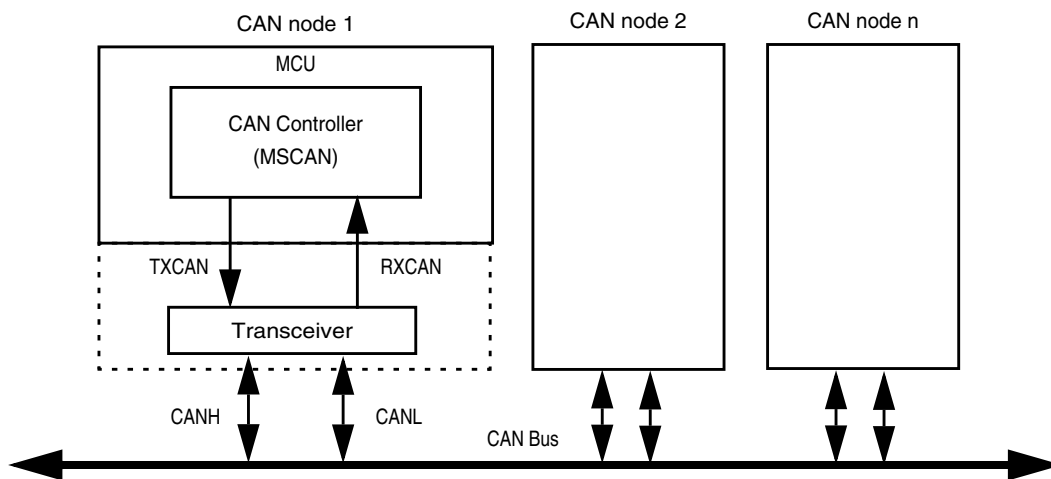 CAN node 1
CAN node 2
CAN node n
MCU
CAN Controller
(MSCAN)
TXCAN
RXCAN
Transceiver
CANH
CANL
CAN Bus